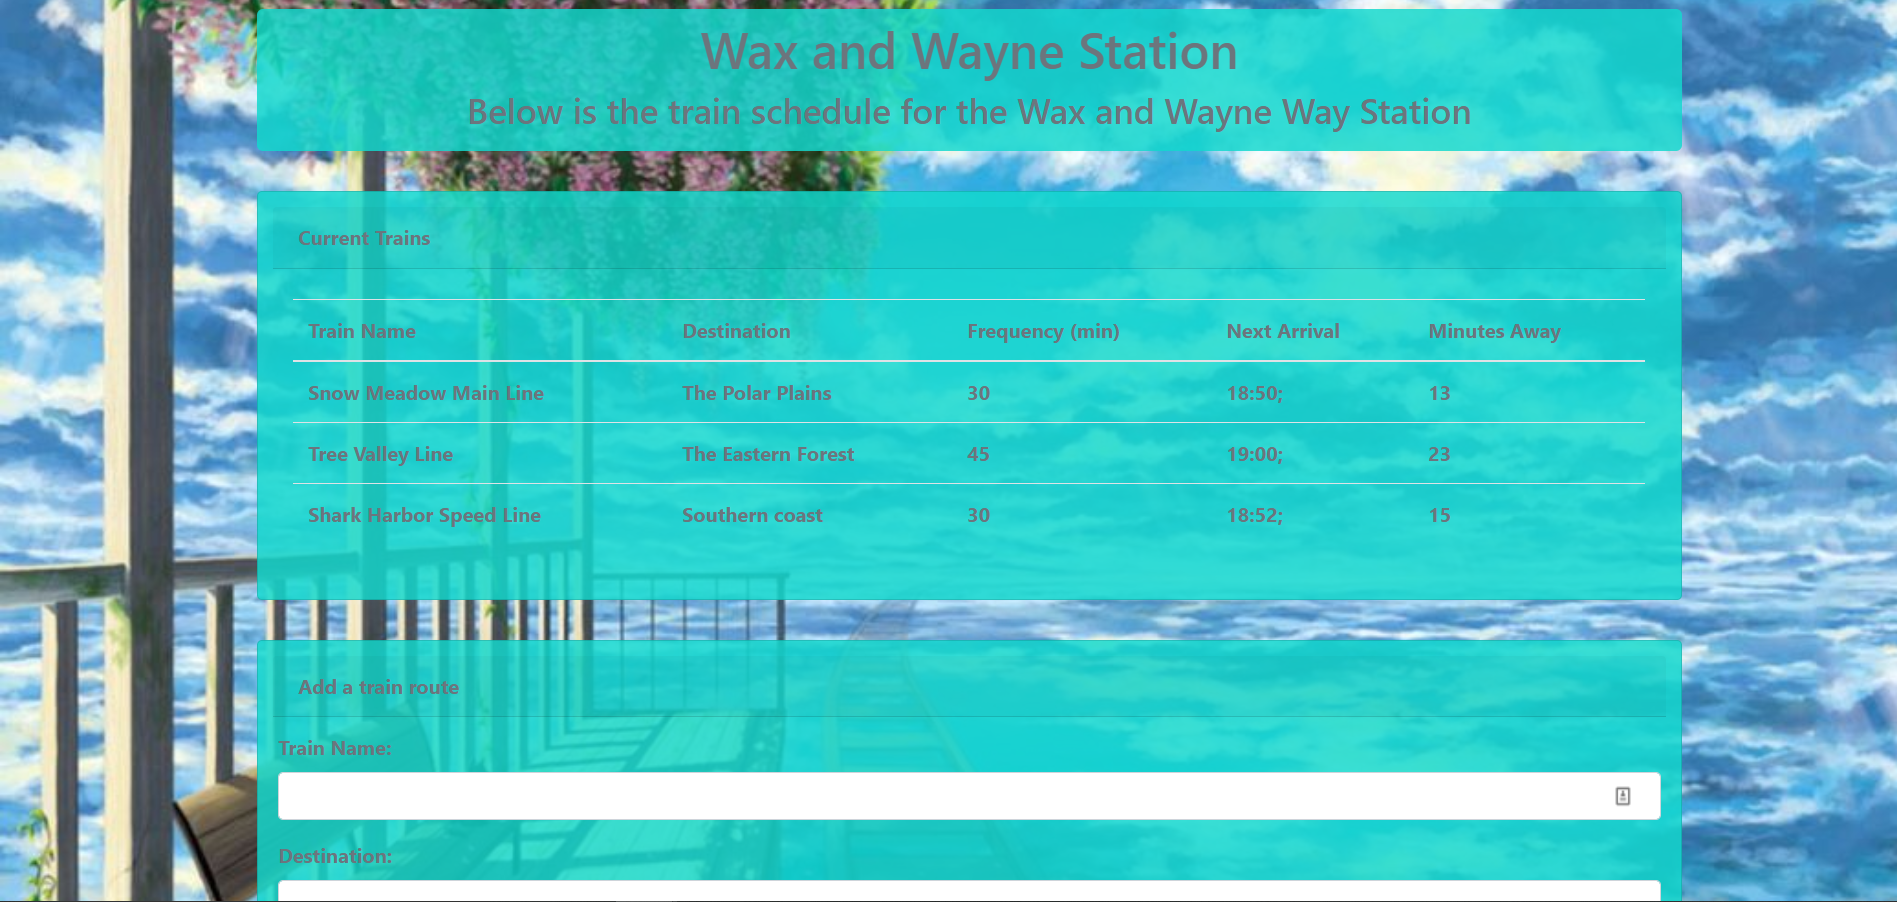 Wax and Wayne Station
Below is the train schedule for the Wax and Wayne Way Station
Current Trains
Train Name Destination Frequency (min) Next Arrival Minutes Away
Snow Meadow Main Line The Polar Plains 30 18:50; 13
Tree Valley Line The Eastern Forest 45 19:00; 23
Shark Harbor Speed Line Southern coast 30 18:52; 15
Add a train route
Train Name:
Destination: